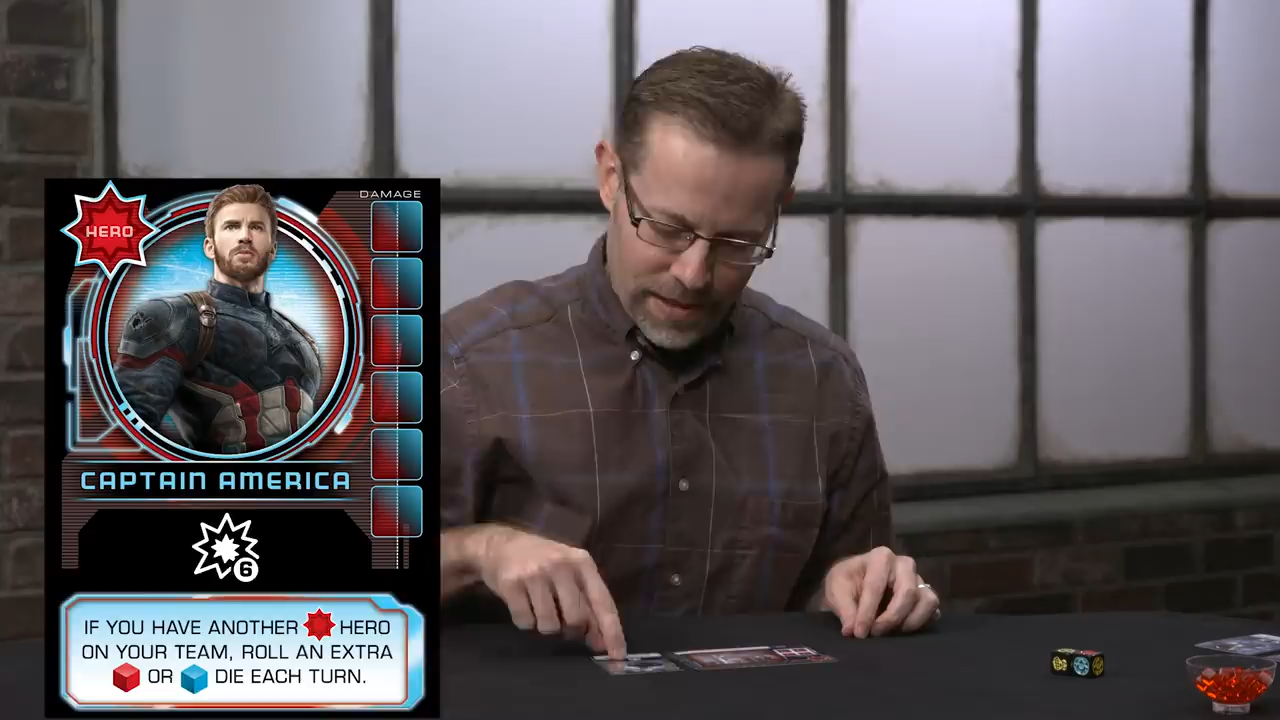 DAMAGE
HERO
CAPTAIN AMERICA
6
IF YOU HAVE ANOTHER HERO
ON YOUR TEAM, ROLL AN EXTRA
OR DIE EACH TURN.